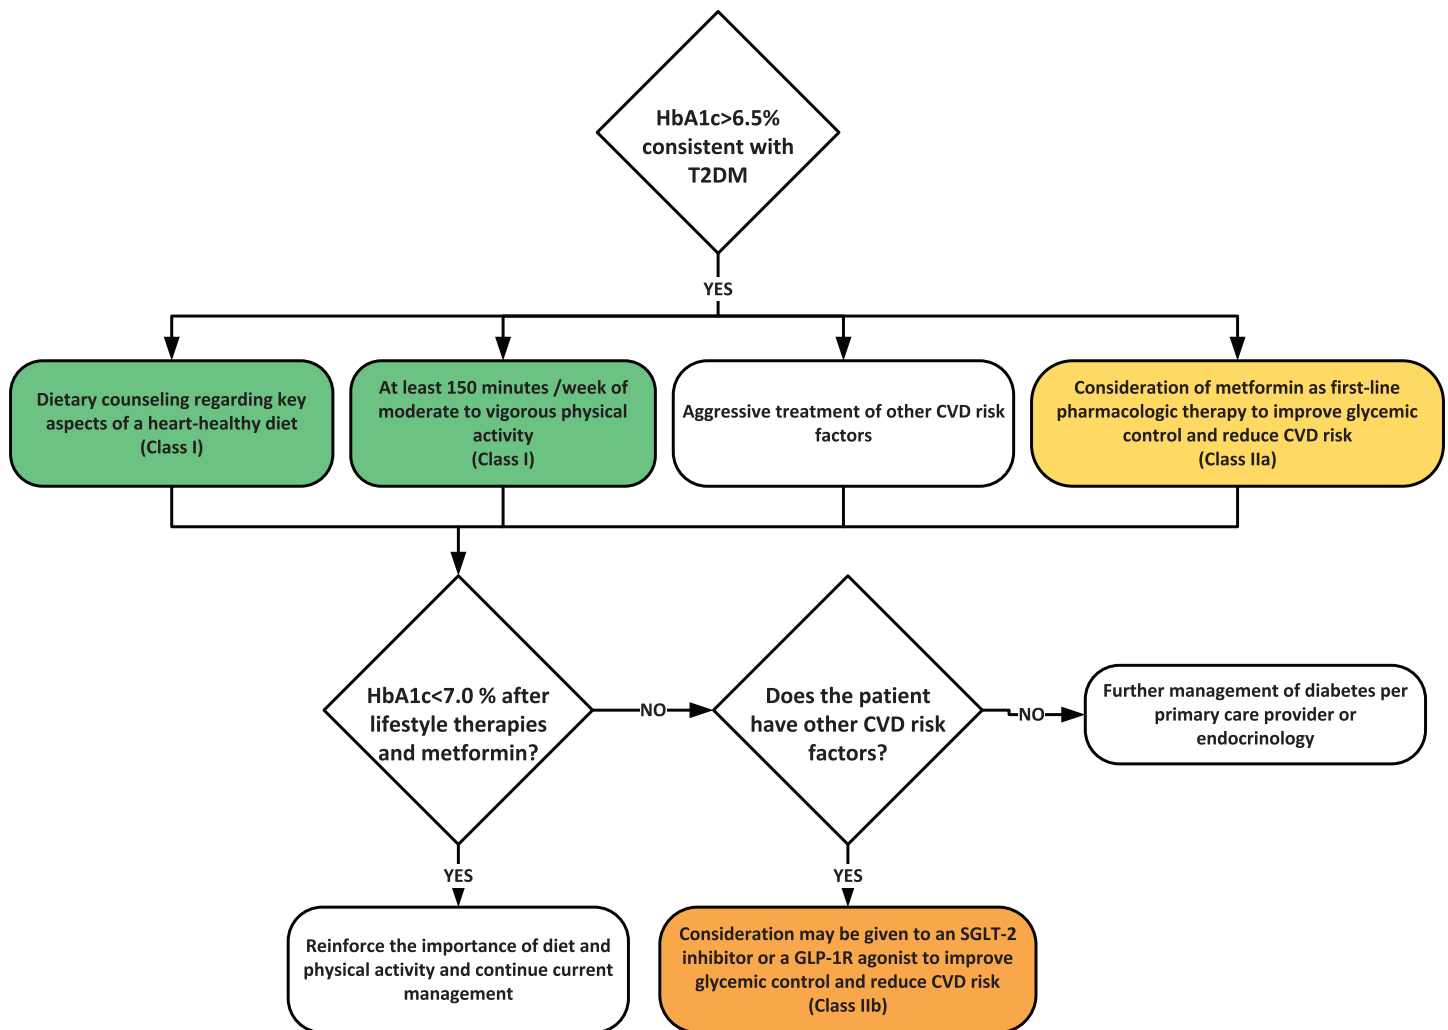 HbA1c>6.5%
consistent with
T2DM
YES
Dietary counseling regarding key
aspects of a heart-healthy diet
(Class I)
At least 150 minutes /week of
moderate to vigorous physical
activity
(Class I)
Aggressive treatment of other CVD risk
factors
Consideration of metformin as first-line
pharmacologic therapy to improve glycemic
control and reduce CVD risk
(Class IIa)
HbA1c<7.0 % after
lifestyle therapies
and metformin?
NO
Does the patient
have other CVD risk
factors?
NO
Further management of diabetes per
primary care provider or
endocrinology
YES
YES
Reinforce the importance of diet and
physical activity and continue current
management
Consideration may be given to an SGLT-2
inhibitor or a GLP-1R agonist to improve
glycemic control and reduce CVD risk
(Class IIb)